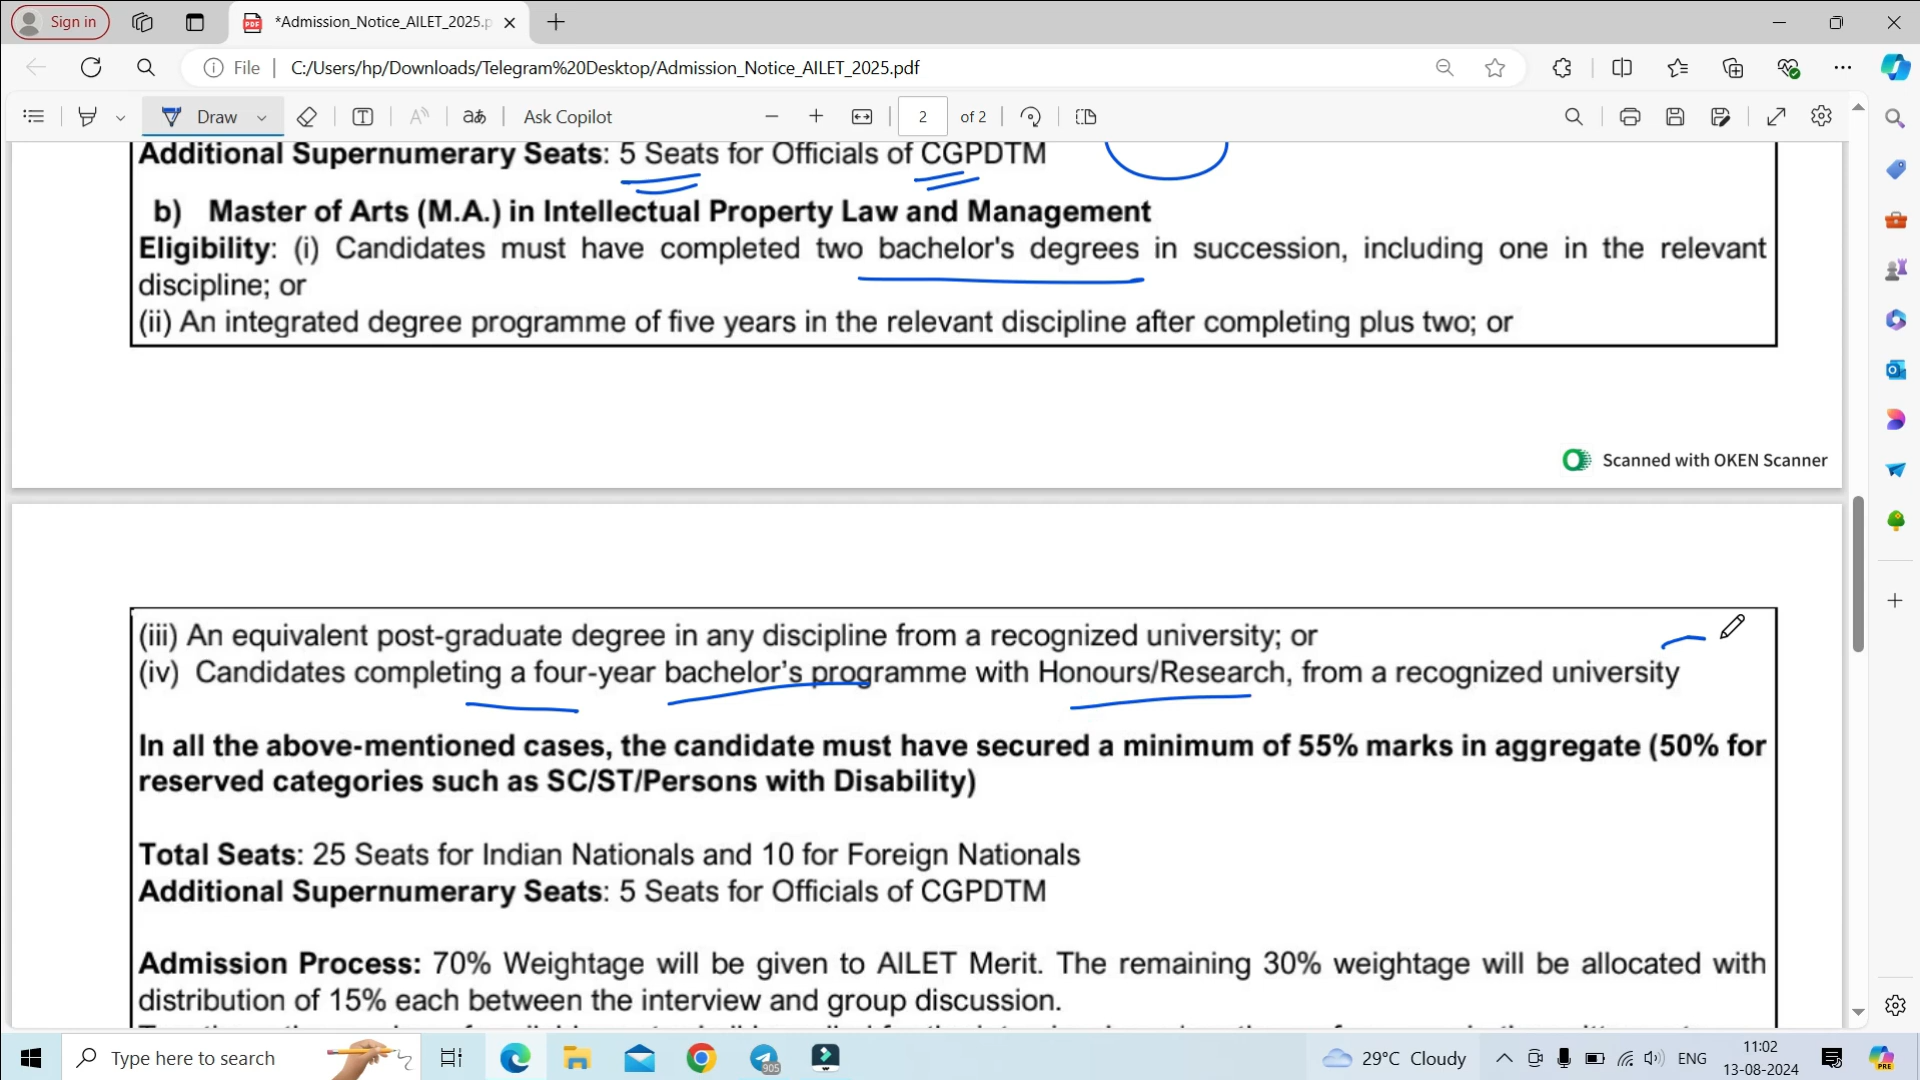 Sign in
*Admission_Notice_AILET_2025.p
File
C:/Users/hp/Downloads/Telegram%20Desktop/Admission_Notice_AILET_2025.pdf
Draw
Ask Copilot
2
of 2
Additional Supernumerary Seats: 5 Seats for Officials of CGPDTM
b) Master of Arts (M.A.) in Intellectual Property Law and Management
Eligibility: (i) Candidates must have completed two bachelor's degrees in succession, including one in the relevant
discipline; or
(ii) An integrated degree programme of five years in the relevant discipline after completing plus two; or
Scanned with OKEN Scanner
(iii) An equivalent post-graduate degree in any discipline from a recognized university; or
(iv) Candidates completing a four-year bachelor's programme with Honours/Research, from a recognized university
In all the above-mentioned cases, the candidate must have secured a minimum of 55% marks in aggregate (50% for
reserved categories such as SC/ST/Persons with Disability)
Total Seats: 25 Seats for Indian Nationals and 10 for Foreign Nationals
Additional Supernumerary Seats: 5 Seats for Officials of CGPDTM
Admission Process: 70% Weightage will be given to AILET Merit. The remaining 30% weightage will be allocated with
distribution of 15% each between the interview and group discussion.
Type here to search
905
29°C Cloudy
ENG
11:02
13-08-2024
PRE